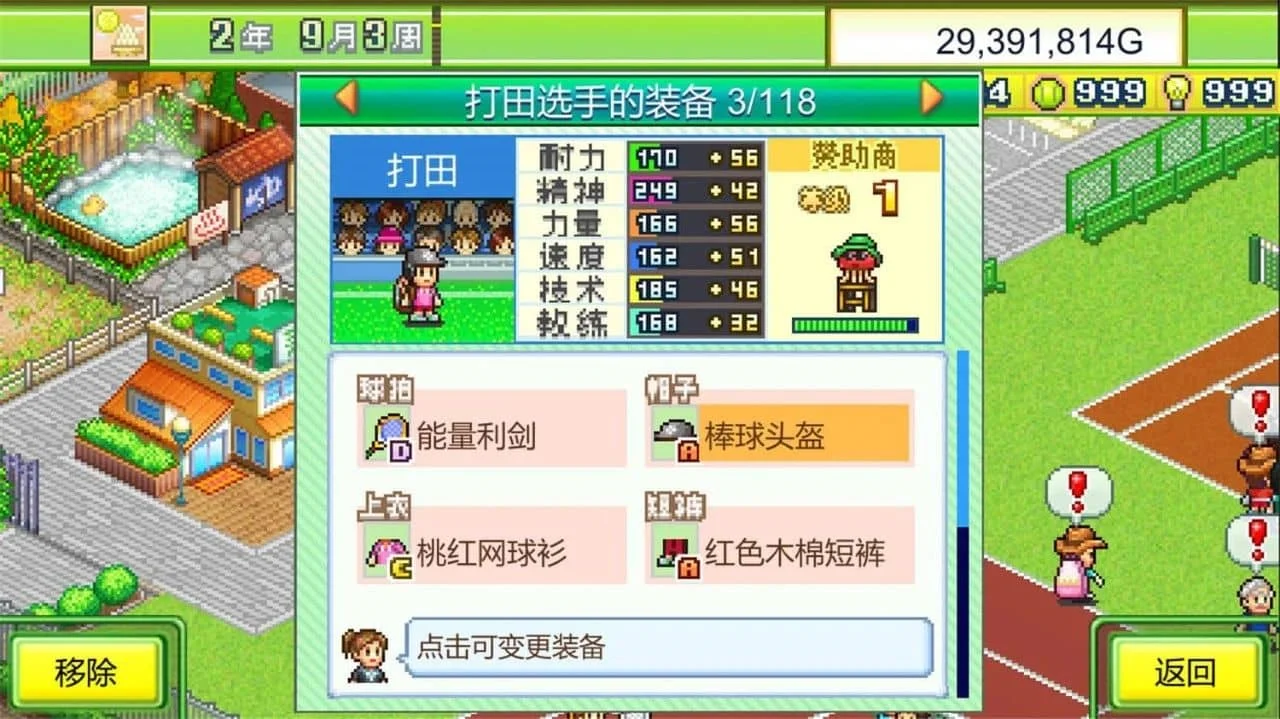 2年 9月3周
29,391,814G
4 999 999
打田选手的装备 3/118
打田
耐力 110 +56
精神 249 +42
力量 166 +56
速度 162 +51
技术 185 +46
教练 168 +32
赞助商
1
球拍
D 能量利剑
帽子
A 棒球头盔
上衣
C 桃红网球衫
短裤
A 红色木棉短裤
点击可变更装备
移除
返回